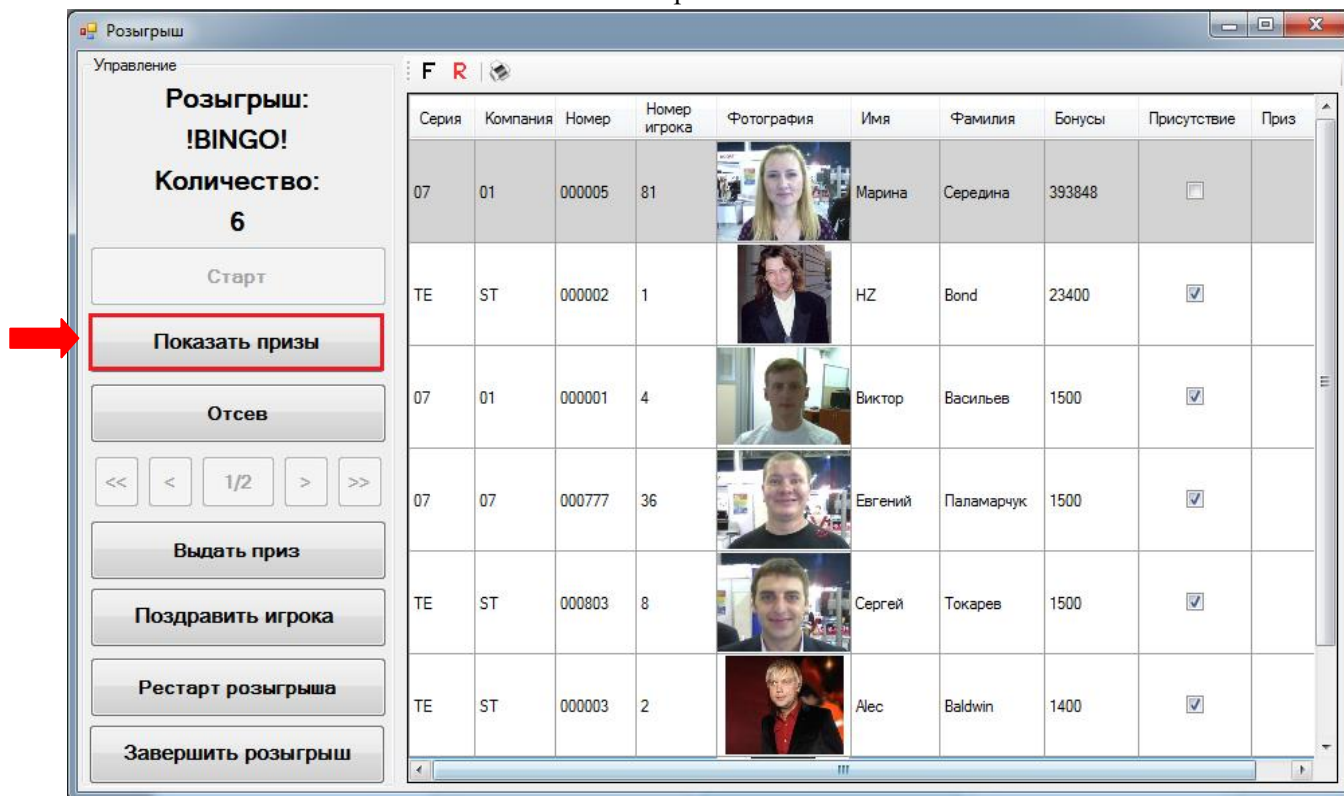 Розыгрыш
Управление
Розыгрыш:
!BINGO!
Количество:
6
Старт
Показать призы
Отсев
<< < 1/2 > >>
Выдать приз
Поздравить игрока
Рестарт розыгрыша
Завершить розыгрыш
F R
Серия Компания Номер Номер игрока Фотография Имя Фамилия Бонусы Присутствие Приз
07 01 000005 81 Марина Середина 393848
TE ST 000002 1 HZ Bond 23400
07 01 000001 4 Виктор Васильев 1500
07 07 000777 36 Евгений Паламарчук 1500
TE ST 000803 8 Сергей Токарев 1500
TE ST 000003 2 Alec Baldwin 1400